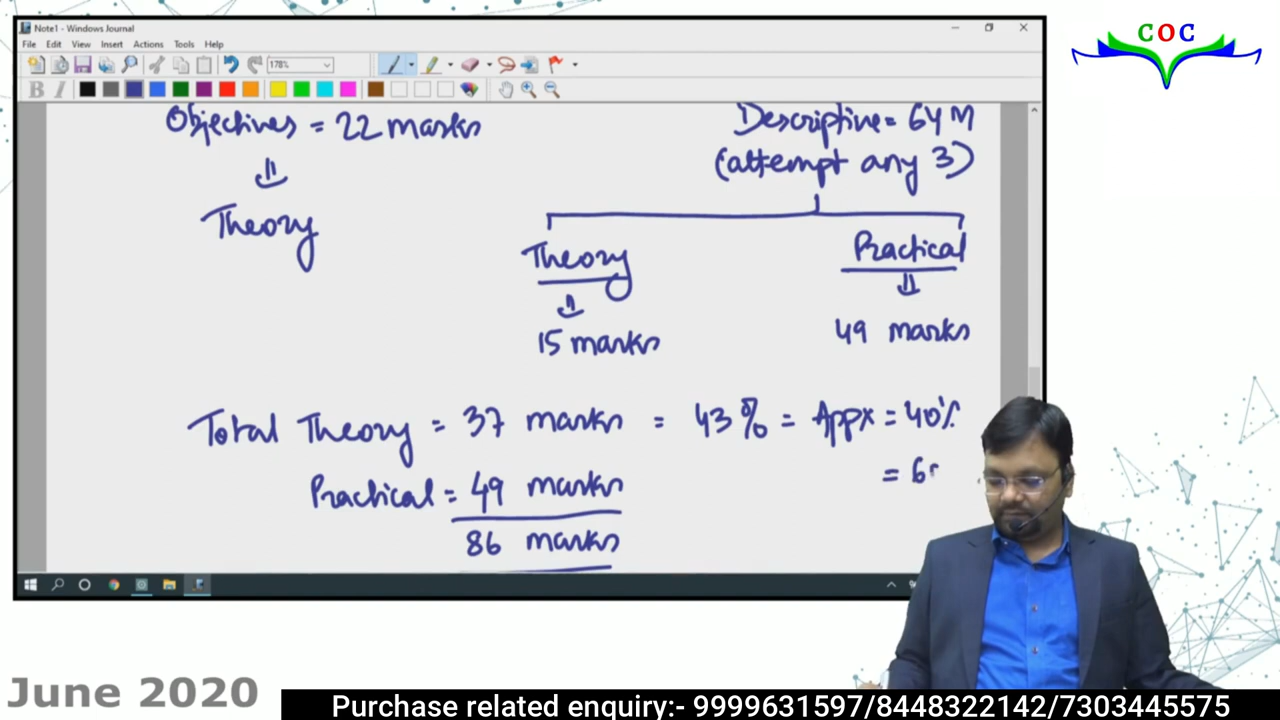 Note1 - Windows Journal
File Edit View Insert Actions Tools Help
178%
B I
COC
Objectives = 22 marks
Theory
Descriptive = 64 M
(attempt any 3)
Theory
15 marks
Practical
49 marks
Total Theory = 37 marks = 43% = Appx = 40%
Practical = 49 marks
= 6
86 marks
June 2020
Purchase related enquiry:- 9999631597/8448322142/7303445575